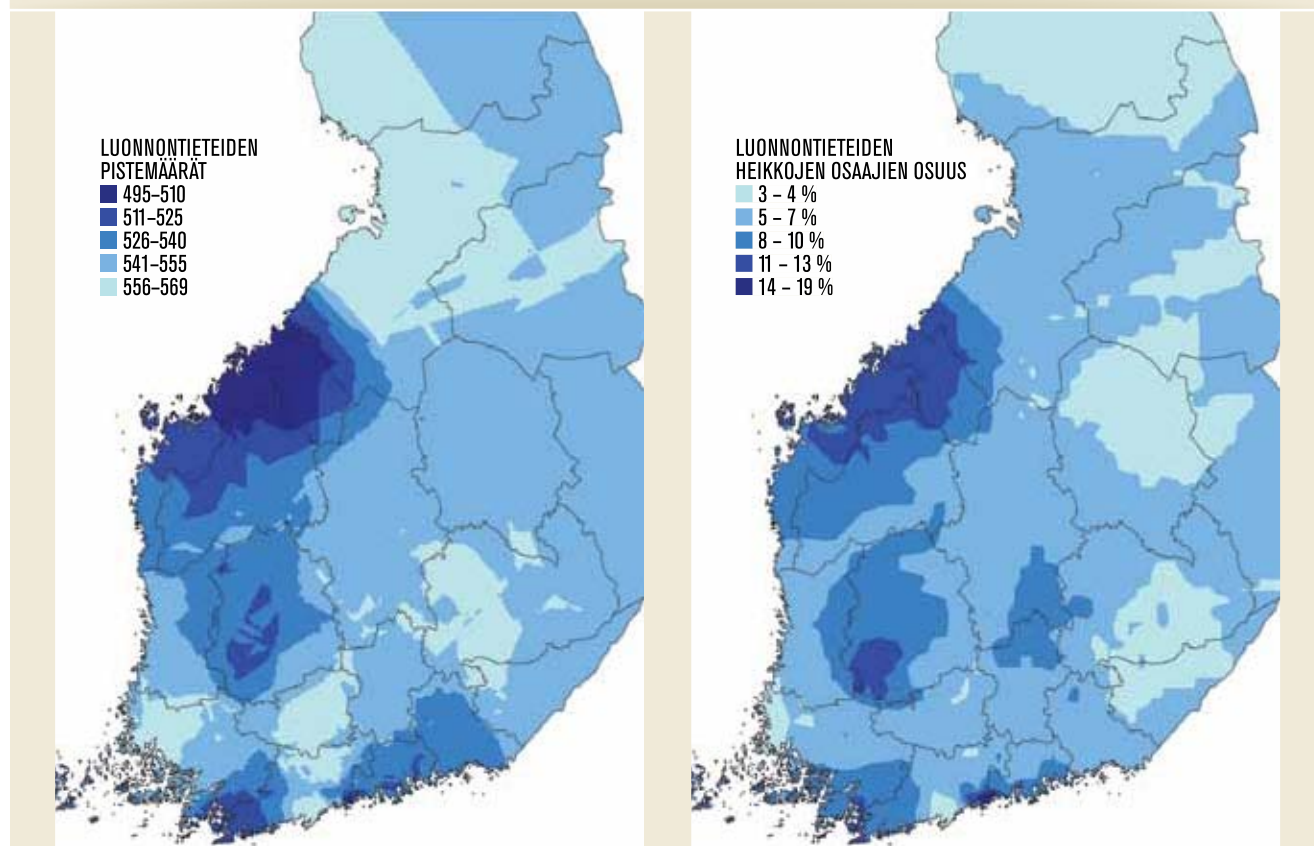 LUONNONTIETEIDEN
PISTEMÄÄRÄT
495–510
511–525
526–540
541–555
556–569
LUONNONTIETEIDEN
HEIKKOJEN OSAAJIEN OSUUS
3 – 4 %
5 – 7 %
8 – 10 %
11 – 13 %
14 – 19 %